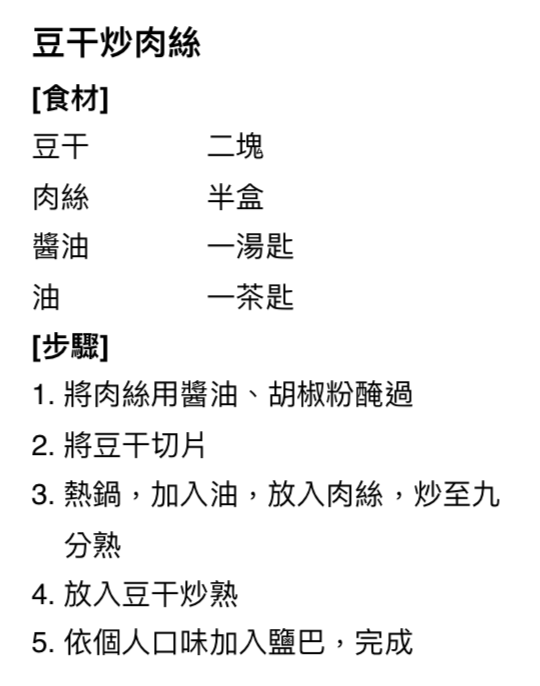 豆干炒肉絲
[食材]
豆干 二塊
肉絲 半盒
醬油 一湯匙
油 一茶匙
[步驟]
1. 將肉絲用醬油、胡椒粉醃過
2. 將豆干切片
3. 熱鍋，加入油，放入肉絲，炒至九
分熟
4. 放入豆干炒熟
5. 依個人口味加入鹽巴，完成